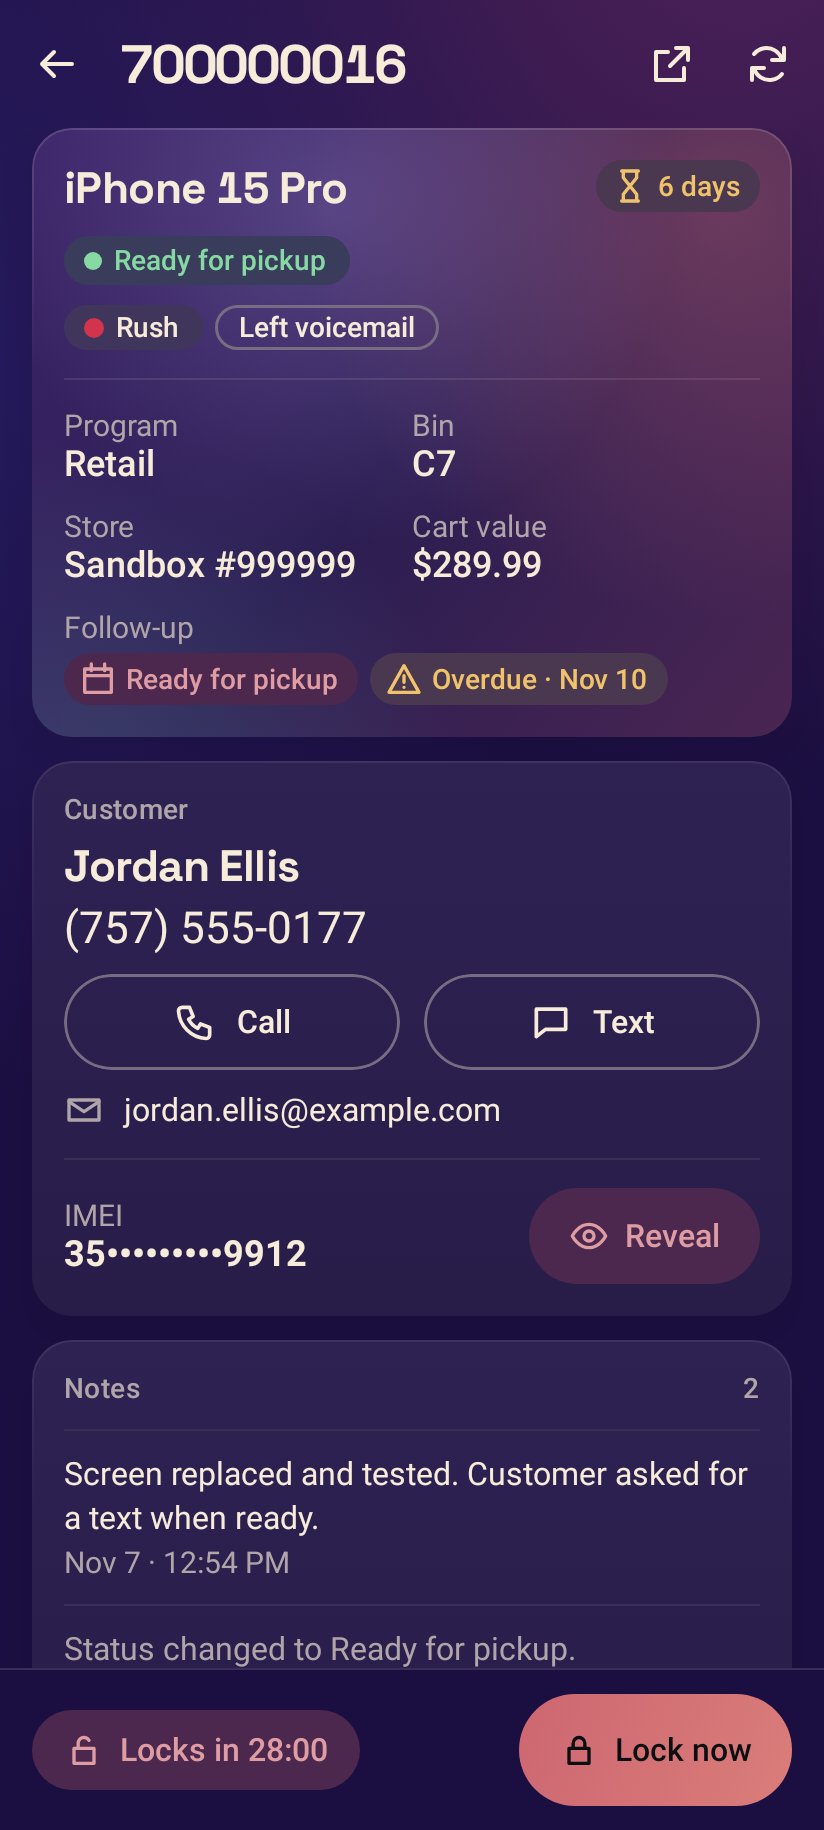 700000016
iPhone 15 Pro
6 days
Ready for pickup
Rush
Left voicemail
Program
Bin
Retail
C7
Store
Cart value
Sandbox #999999
$289.99
Follow-up
Ready for pickup
Overdue · Nov 10
Customer
Jordan Ellis
(757) 555-0177
Call
Text
jordan.ellis@example.com
IMEI
35•••••••••9912
Reveal
Notes
2
Screen replaced and tested. Customer asked for
a text when ready.
Nov 7 · 12:54 PM
Status changed to Ready for pickup.
Locks in 28:00
Lock now